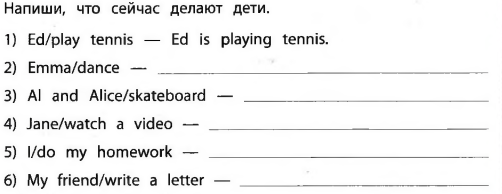 Напиши, что сейчас делают дети.
1) Ed/play tennis — Ed is playing tennis.
2) Emma/dance —
3) Al and Alice/skateboard —
4) Jane/watch a video —
5) I/do my homework —
6) My friend/write a letter —